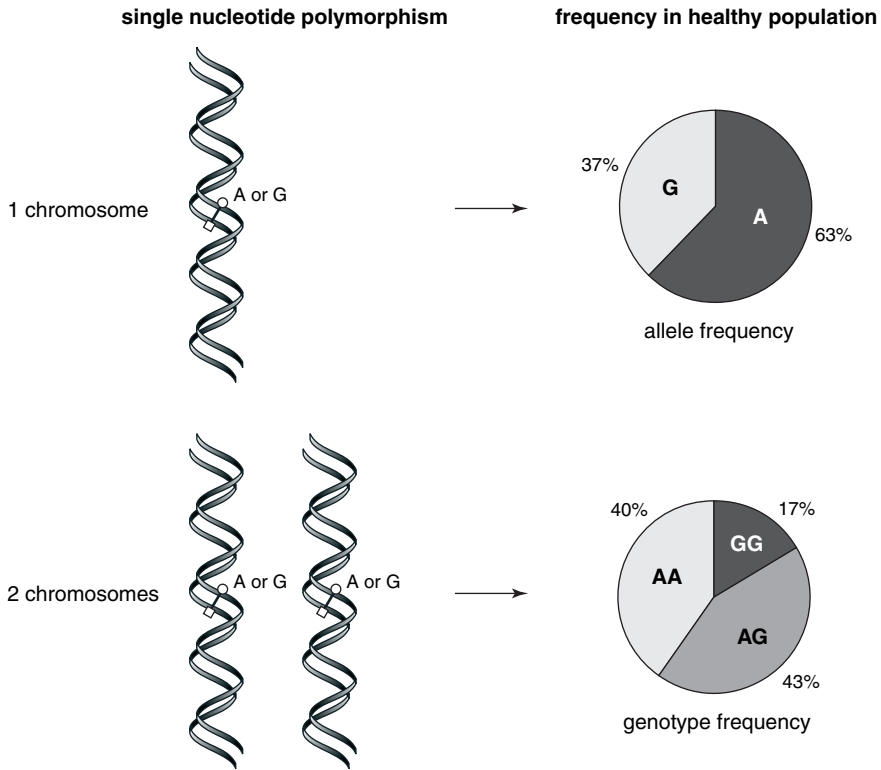 single nucleotide polymorphism
frequency in healthy population
1 chromosome
A or G
37%
G
A
63%
allele frequency
2 chromosomes
A or G
A or G
40%
17%
GG
AA
AG
43%
genotype frequency